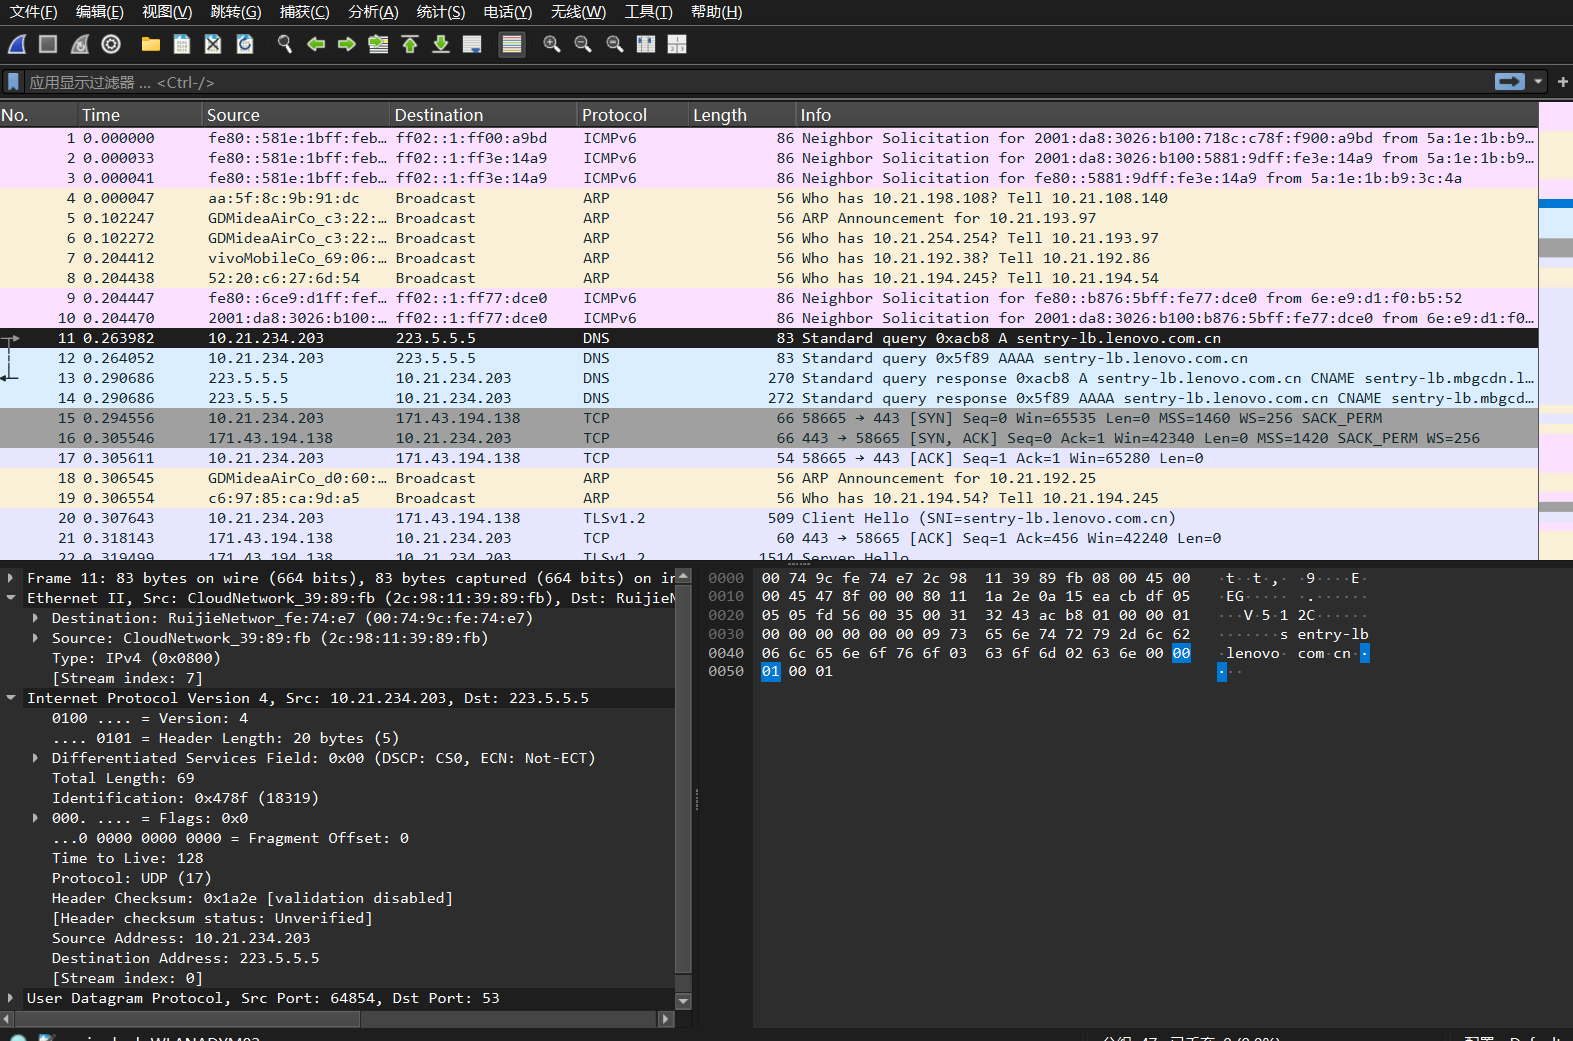 文件(F) 编辑(E) 视图(V) 跳转(G) 捕获(C) 分析(A) 统计(S) 电话(Y) 无线(W) 工具(T) 帮助(H)
应用显示过滤器 … <Ctrl-/>
No. Time Source Destination Protocol Length Info
1 0.000000 fe80::581e:1bff:feb… ff02::1:ff00:a9bd ICMPv6 86 Neighbor Solicitation for 2001:da8:3026:b100:718c:c78f:f900:a9bd from 5a:1e:1b:b9…
2 0.000033 fe80::581e:1bff:feb… ff02::1:ff3e:14a9 ICMPv6 86 Neighbor Solicitation for 2001:da8:3026:b100:5881:9dff:fe3e:14a9 from 5a:1e:1b:b9…
3 0.000041 fe80::581e:1bff:feb… ff02::1:ff3e:14a9 ICMPv6 86 Neighbor Solicitation for fe80::5881:9dff:fe3e:14a9 from 5a:1e:1b:b9:3c:4a
4 0.000047 aa:5f:8c:9b:91:dc Broadcast ARP 56 Who has 10.21.198.108? Tell 10.21.108.140
5 0.102247 GDMideaAirCo_c3:22:… Broadcast ARP 56 ARP Announcement for 10.21.193.97
6 0.102272 GDMideaAirCo_c3:22:… Broadcast ARP 56 Who has 10.21.254.254? Tell 10.21.193.97
7 0.204412 vivoMobileCo_69:06:… Broadcast ARP 56 Who has 10.21.192.38? Tell 10.21.192.86
8 0.204438 52:20:c6:27:6d:54 Broadcast ARP 56 Who has 10.21.194.245? Tell 10.21.194.54
9 0.204447 fe80::6ce9:d1ff:fef… ff02::1:ff77:dce0 ICMPv6 86 Neighbor Solicitation for fe80::b876:5bff:fe77:dce0 from 6e:e9:d1:f0:b5:52
10 0.204470 2001:da8:3026:b100:… ff02::1:ff77:dce0 ICMPv6 86 Neighbor Solicitation for 2001:da8:3026:b100:b876:5bff:fe77:dce0 from 6e:e9:d1:f0…
11 0.263982 10.21.234.203 223.5.5.5 DNS 83 Standard query 0xacb8 A sentry-lb.lenovo.com.cn
12 0.264052 10.21.234.203 223.5.5.5 DNS 83 Standard query 0x5f89 AAAA sentry-lb.lenovo.com.cn
13 0.290686 223.5.5.5 10.21.234.203 DNS 270 Standard query response 0xacb8 A sentry-lb.lenovo.com.cn CNAME sentry-lb.mbgcdn.l…
14 0.290686 223.5.5.5 10.21.234.203 DNS 272 Standard query response 0x5f89 AAAA sentry-lb.lenovo.com.cn CNAME sentry-lb.mbgcd…
15 0.294556 10.21.234.203 171.43.194.138 TCP 66 58665 → 443 [SYN] Seq=0 Win=65535 Len=0 MSS=1460 WS=256 SACK_PERM
16 0.305546 171.43.194.138 10.21.234.203 TCP 66 443 → 58665 [SYN, ACK] Seq=0 Ack=1 Win=42340 Len=0 MSS=1420 SACK_PERM WS=256
17 0.305611 10.21.234.203 171.43.194.138 TCP 54 58665 → 443 [ACK] Seq=1 Ack=1 Win=65280 Len=0
18 0.306545 GDMideaAirCo_d0:60:… Broadcast ARP 56 ARP Announcement for 10.21.192.25
19 0.306554 c6:97:85:ca:9d:a5 Broadcast ARP 56 Who has 10.21.194.54? Tell 10.21.194.245
20 0.307643 10.21.234.203 171.43.194.138 TLSv1.2 509 Client Hello (SNI=sentry-lb.lenovo.com.cn)
21 0.318143 171.43.194.138 10.21.234.203 TCP 60 443 → 58665 [ACK] Seq=1 Ack=456 Win=42240 Len=0
22 0.319499 171.43.194.138 10.21.234.203 TLSv1.2 1514 Server Hello
Frame 11: 83 bytes on wire (664 bits), 83 bytes captured (664 bits) on in
Ethernet II, Src: CloudNetwork_39:89:fb (2c:98:11:39:89:fb), Dst: RuijieN
Destination: RuijieNetwor_fe:74:e7 (00:74:9c:fe:74:e7)
Source: CloudNetwork_39:89:fb (2c:98:11:39:89:fb)
Type: IPv4 (0x0800)
[Stream index: 7]
Internet Protocol Version 4, Src: 10.21.234.203, Dst: 223.5.5.5
0100 .... = Version: 4
.... 0101 = Header Length: 20 bytes (5)
Differentiated Services Field: 0x00 (DSCP: CS0, ECN: Not-ECT)
Total Length: 69
Identification: 0x478f (18319)
000. .... = Flags: 0x0
...0 0000 0000 0000 = Fragment Offset: 0
Time to Live: 128
Protocol: UDP (17)
Header Checksum: 0x1a2e [validation disabled]
[Header checksum status: Unverified]
Source Address: 10.21.234.203
Destination Address: 223.5.5.5
[Stream index: 0]
User Datagram Protocol, Src Port: 64854, Dst Port: 53
0000 00 74 9c fe 74 e7 2c 98 11 39 89 fb 08 00 45 00 ·t··t·,· ·9····E·
0010 00 45 47 8f 00 00 80 11 1a 2e 0a 15 ea cb df 05 ·EG····· ·.······
0020 05 05 fd 56 00 35 00 31 32 43 ac b8 01 00 00 01 ···V·5·1 2C······
0030 00 00 00 00 00 00 09 73 65 6e 74 72 79 2d 6c 62 ·······s entry-lb
0040 06 6c 65 6e 6f 76 6f 03 63 6f 6d 02 63 6e 00 00 ·lenovo· com·cn··
0050 01 00 01 ···